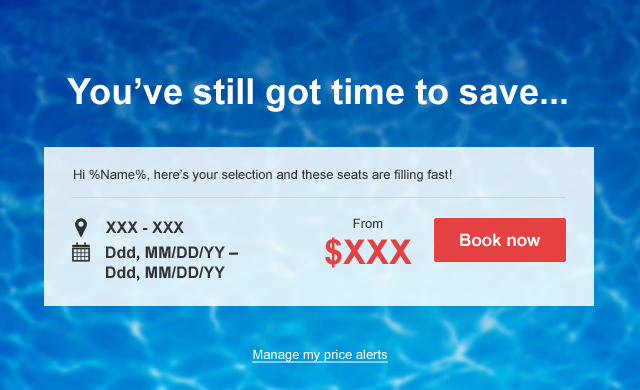 You’ve still got time to save...
Hi %Name%, here’s your selection and these seats are filling fast!
XXX - XXX
Ddd, MM/DD/YY –
Ddd, MM/DD/YY
From
$XXX
Book now
Manage my price alerts